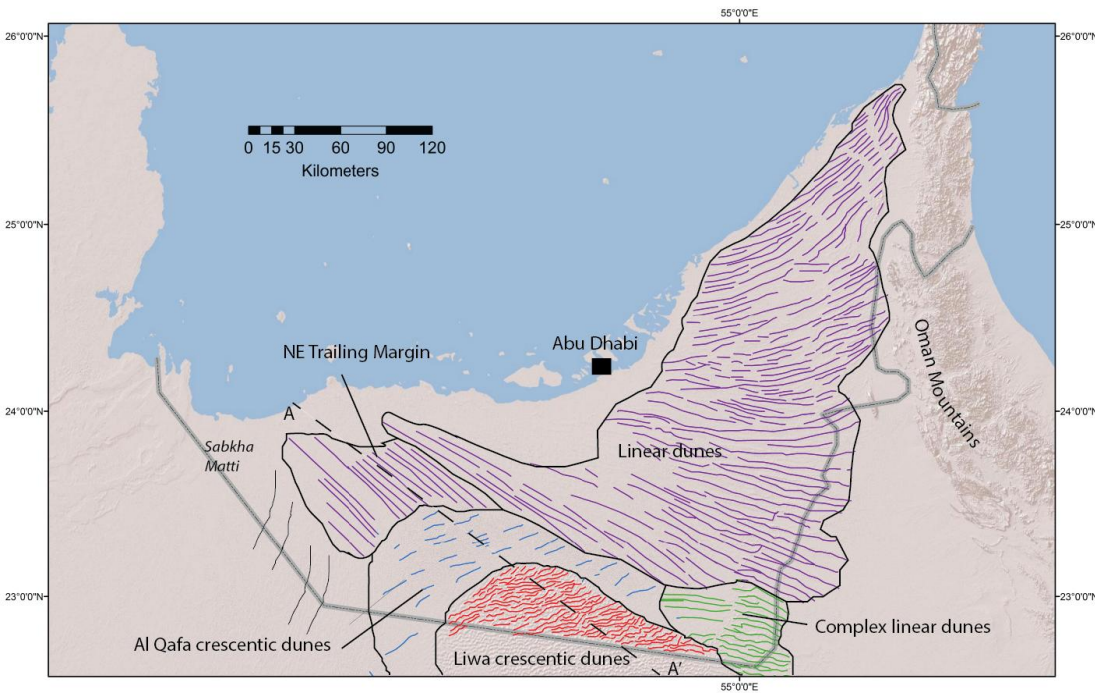 55°0'0"E
26°0'0"N
26°0'0"N
0 15 30 60 90 120
Kilometers
25°0'0"N
25°0'0"N
Abu Dhabi
NE Trailing Margin
Oman Mountains
24°0'0"N
24°0'0"N
A
Sabkha
Matti
Linear dunes
23°0'0"N
23°0'0"N
Complex linear dunes
Al Qafa crescentic dunes
Liwa crescentic dunes
A'
55°0'0"E